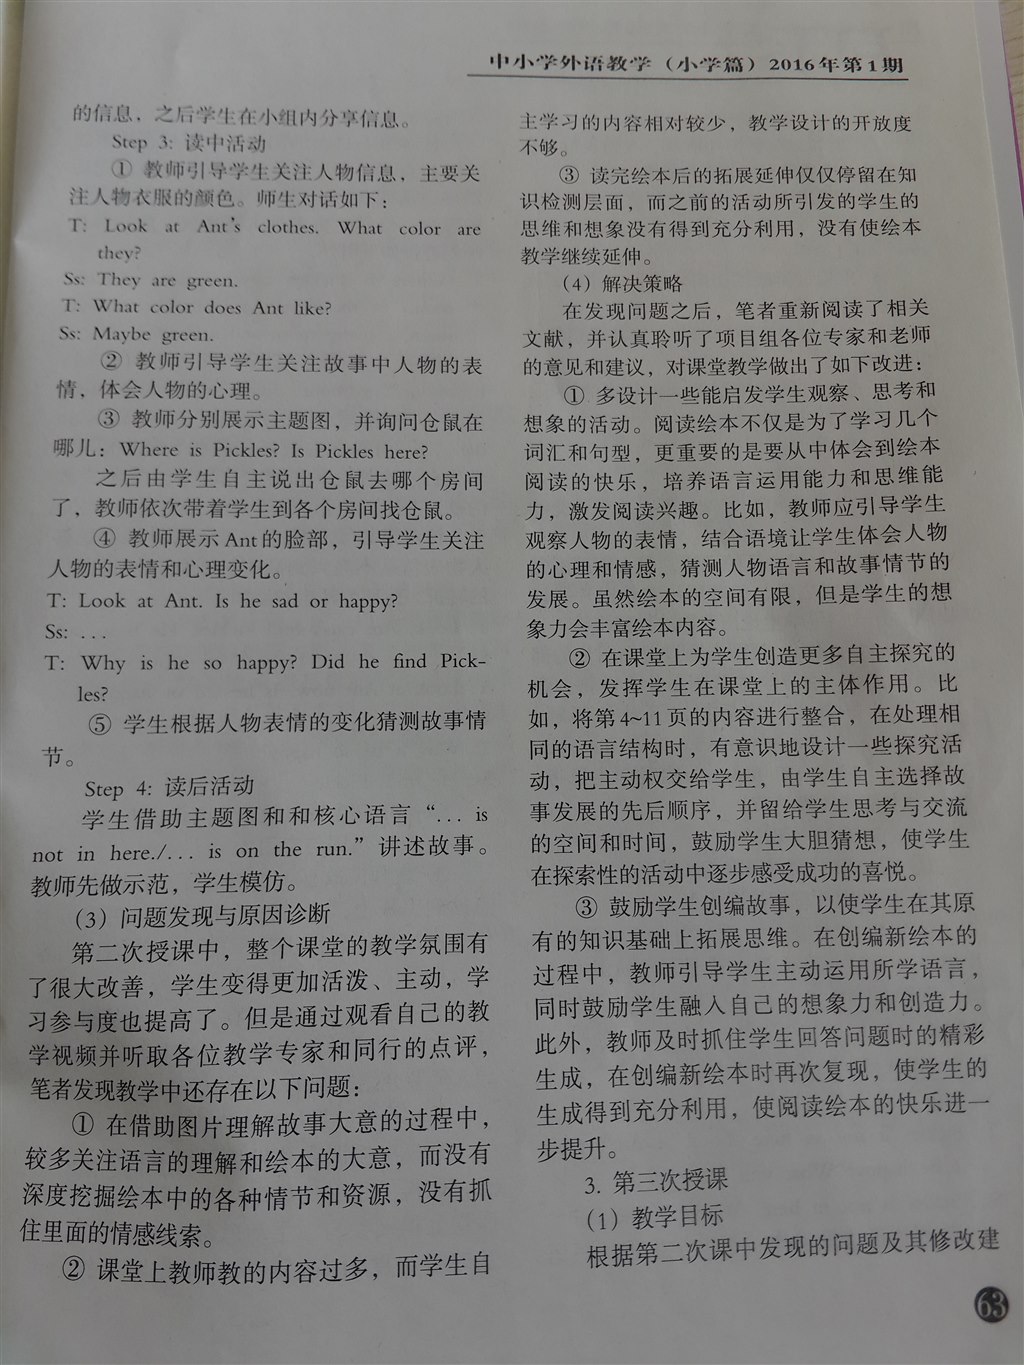 中小学外语教学（小学篇）2016年第1期
的信息，之后学生在小组内分享信息。
Step 3: 读中活动
① 教师引导学生关注人物信息，主要关
注人物衣服的颜色。师生对话如下：
T: Look at Ant's clothes. What color are
they?
Ss: They are green.
T: What color does Ant like?
Ss: Maybe green.
② 教师引导学生关注故事中人物的表
情，体会人物的心理。
③ 教师分别展示主题图，并询问仓鼠在
哪儿：Where is Pickles? Is Pickles here?
之后由学生自主说出仓鼠去哪个房间
了，教师依次带着学生到各个房间找仓鼠。
④ 教师展示Ant的脸部，引导学生关注
人物的表情和心理变化。
T: Look at Ant. Is he sad or happy?
Ss: ...
T: Why is he so happy? Did he find Pick-
les?
⑤ 学生根据人物表情的变化猜测故事情
节。
Step 4: 读后活动
学生借助主题图和和核心语言“... is
not in here./... is on the run.”讲述故事。
教师先做示范，学生模仿。
（3）问题发现与原因诊断
第二次授课中，整个课堂的教学氛围有
了很大改善，学生变得更加活泼、主动，学
习参与度也提高了。但是通过观看自己的教
学视频并听取各位教学专家和同行的点评，
笔者发现教学中还存在以下问题：
① 在借助图片理解故事大意的过程中，
较多关注语言的理解和绘本的大意，而没有
深度挖掘绘本中的各种情节和资源，没有抓
住里面的情感线索。
② 课堂上教师教的内容过多，而学生自
主学习的内容相对较少，教学设计的开放度
不够。
③ 读完绘本后的拓展延伸仅仅停留在知
识检测层面，而之前的活动所引发的学生的
思维和想象没有得到充分利用，没有使绘本
教学继续延伸。
（4）解决策略
在发现问题之后，笔者重新阅读了相关
文献，并认真聆听了项目组各位专家和老师
的意见和建议，对课堂教学做出了如下改进：
① 多设计一些能启发学生观察、思考和
想象的活动。阅读绘本不仅是为了学习几个
词汇和句型，更重要的是要从中体会到绘本
阅读的快乐，培养语言运用能力和思维能
力，激发阅读兴趣。比如，教师应引导学生
观察人物的表情，结合语境让学生体会人物
的心理和情感，猜测人物语言和故事情节的
发展。虽然绘本的空间有限，但是学生的想
象力会丰富绘本内容。
② 在课堂上为学生创造更多自主探究的
机会，发挥学生在课堂上的主体作用。比
如，将第4~11页的内容进行整合，在处理相
同的语言结构时，有意识地设计一些探究活
动，把主动权交给学生，由学生自主选择故
事发展的先后顺序，并留给学生思考与交流
的空间和时间，鼓励学生大胆猜想，使学生
在探索性的活动中逐步感受成功的喜悦。
③ 鼓励学生创编故事，以使学生在其原
有的知识基础上拓展思维。在创编新绘本的
过程中，教师引导学生主动运用所学语言，
同时鼓励学生融入自己的想象力和创造力。
此外，教师及时抓住学生回答问题时的精彩
生成，在创编新绘本时再次复现，使学生的
生成得到充分利用，使阅读绘本的快乐进一
步提升。
3. 第三次授课
（1）教学目标
根据第二次课中发现的问题及其修改建
63